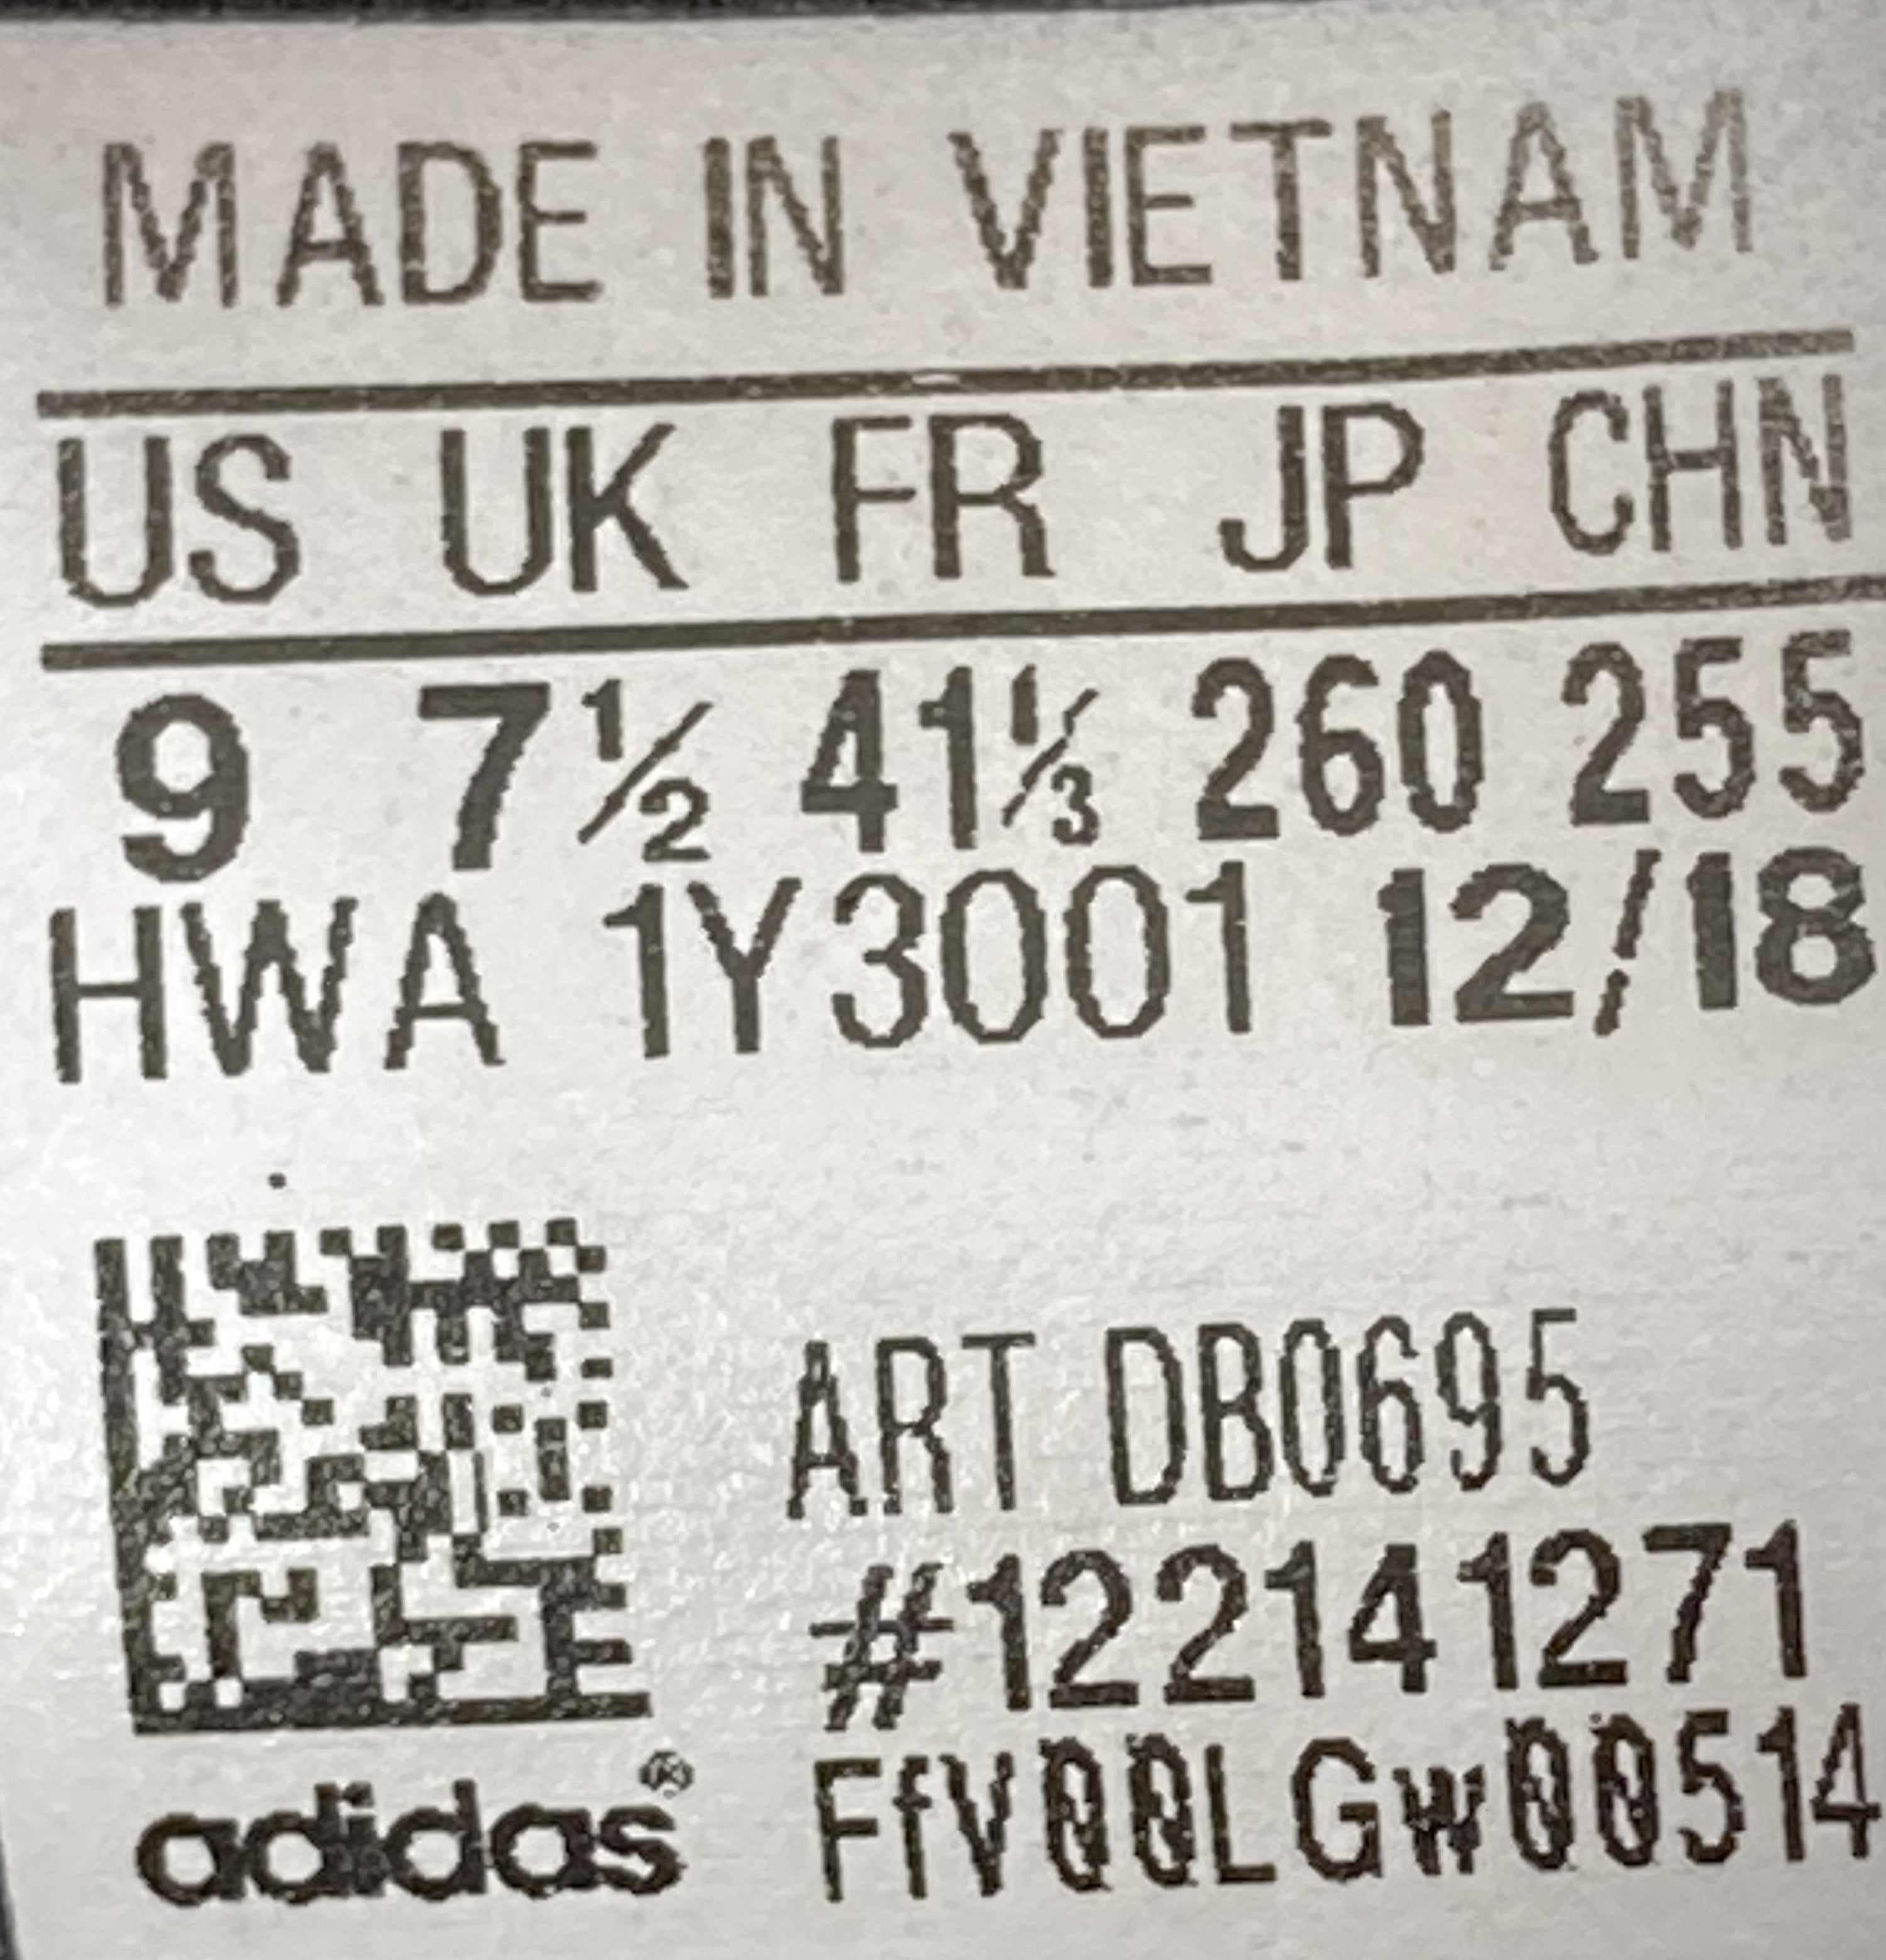 MADE IN VIETNAM
US UK FR JP CHN
9 7½ 41⅓ 260 255
HWA 1Y3001 12/18
ART DB0695
#122141271
FfV00LGw00514
adidas®